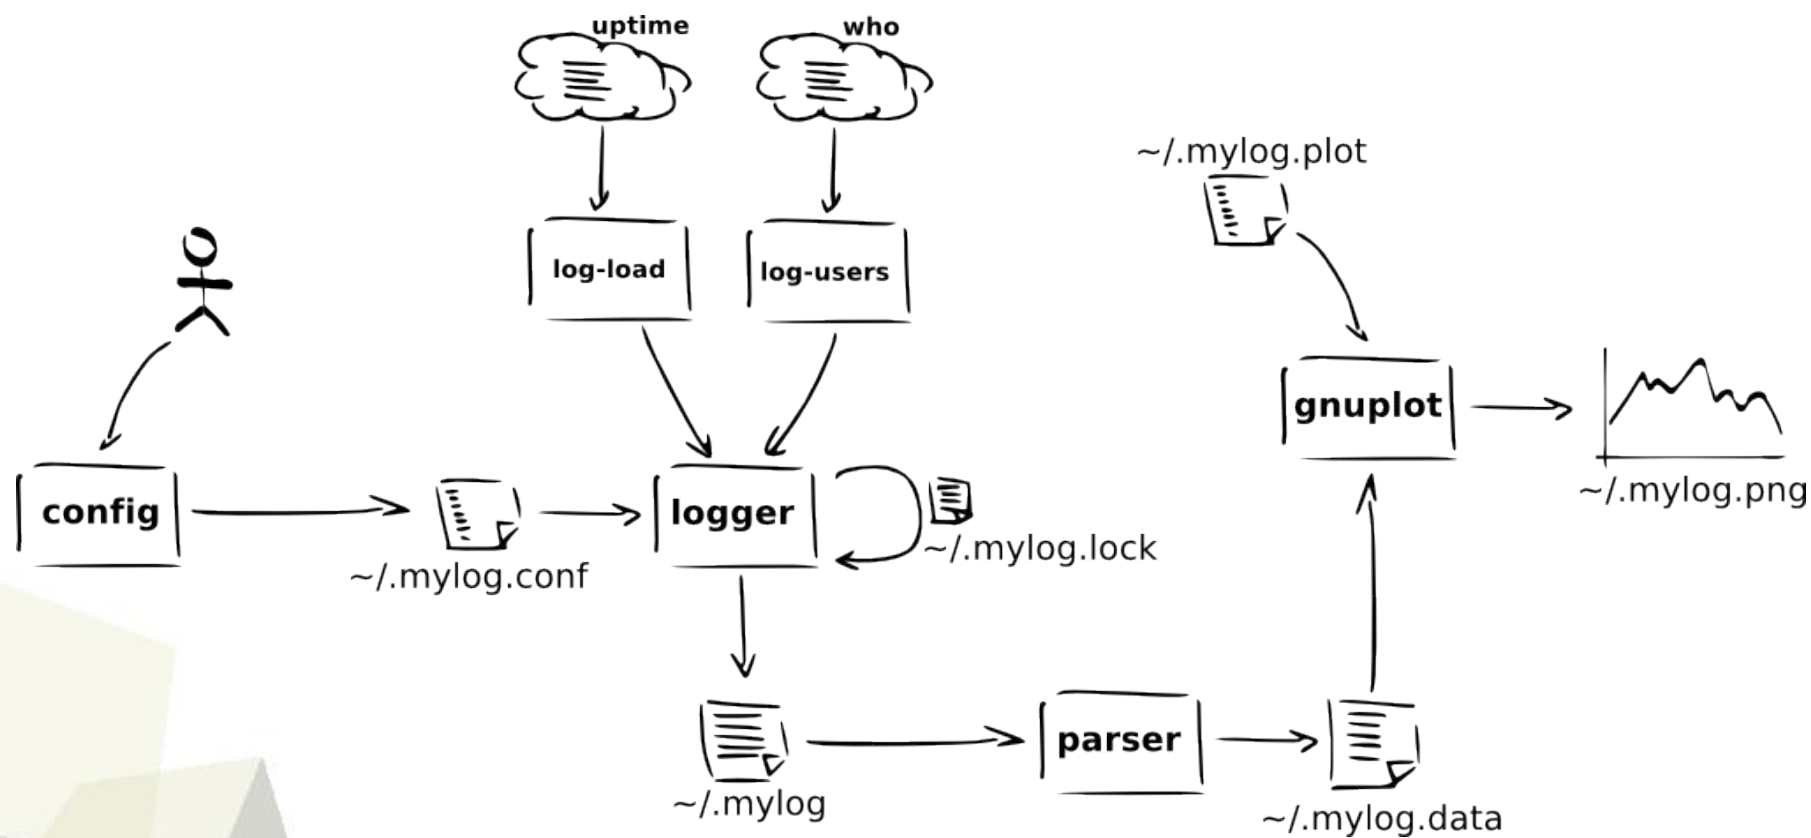 uptime
who
~/.mylog.plot
log-load
log-users
gnuplot
~/.mylog.png
config
~/.mylog.conf
logger
~/.mylog.lock
~/.mylog
parser
~/.mylog.data